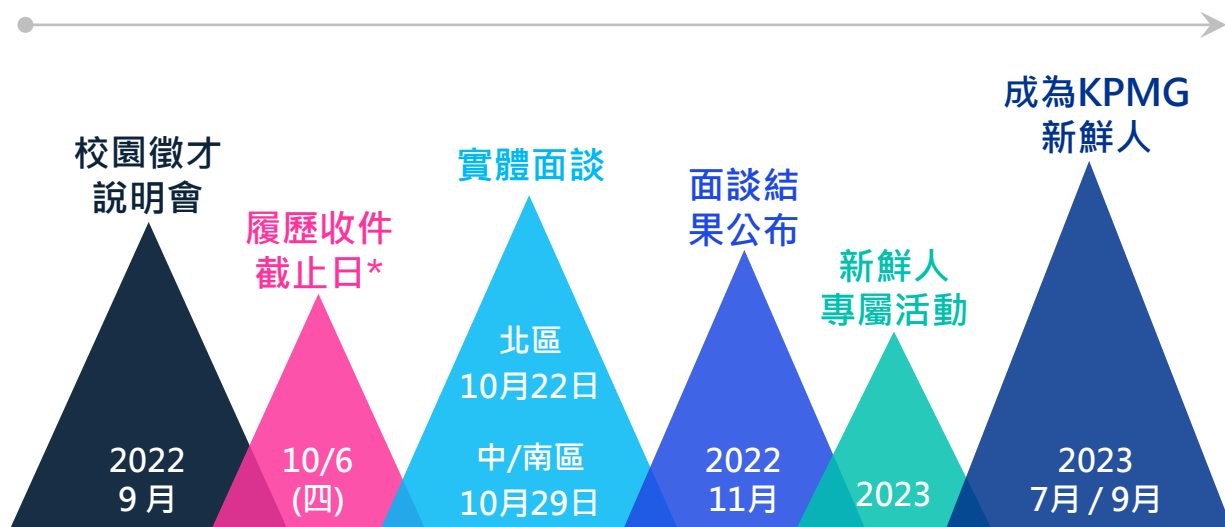 校園徵才
說明會
2022
9 月
履歷收件
截止日*
10/6
(四)
實體面談
北區
10月22日
中/南區
10月29日
面談結
果公布
2022
11月
新鮮人
專屬活動
2023
成為KPMG
新鮮人
2023
7月 / 9月